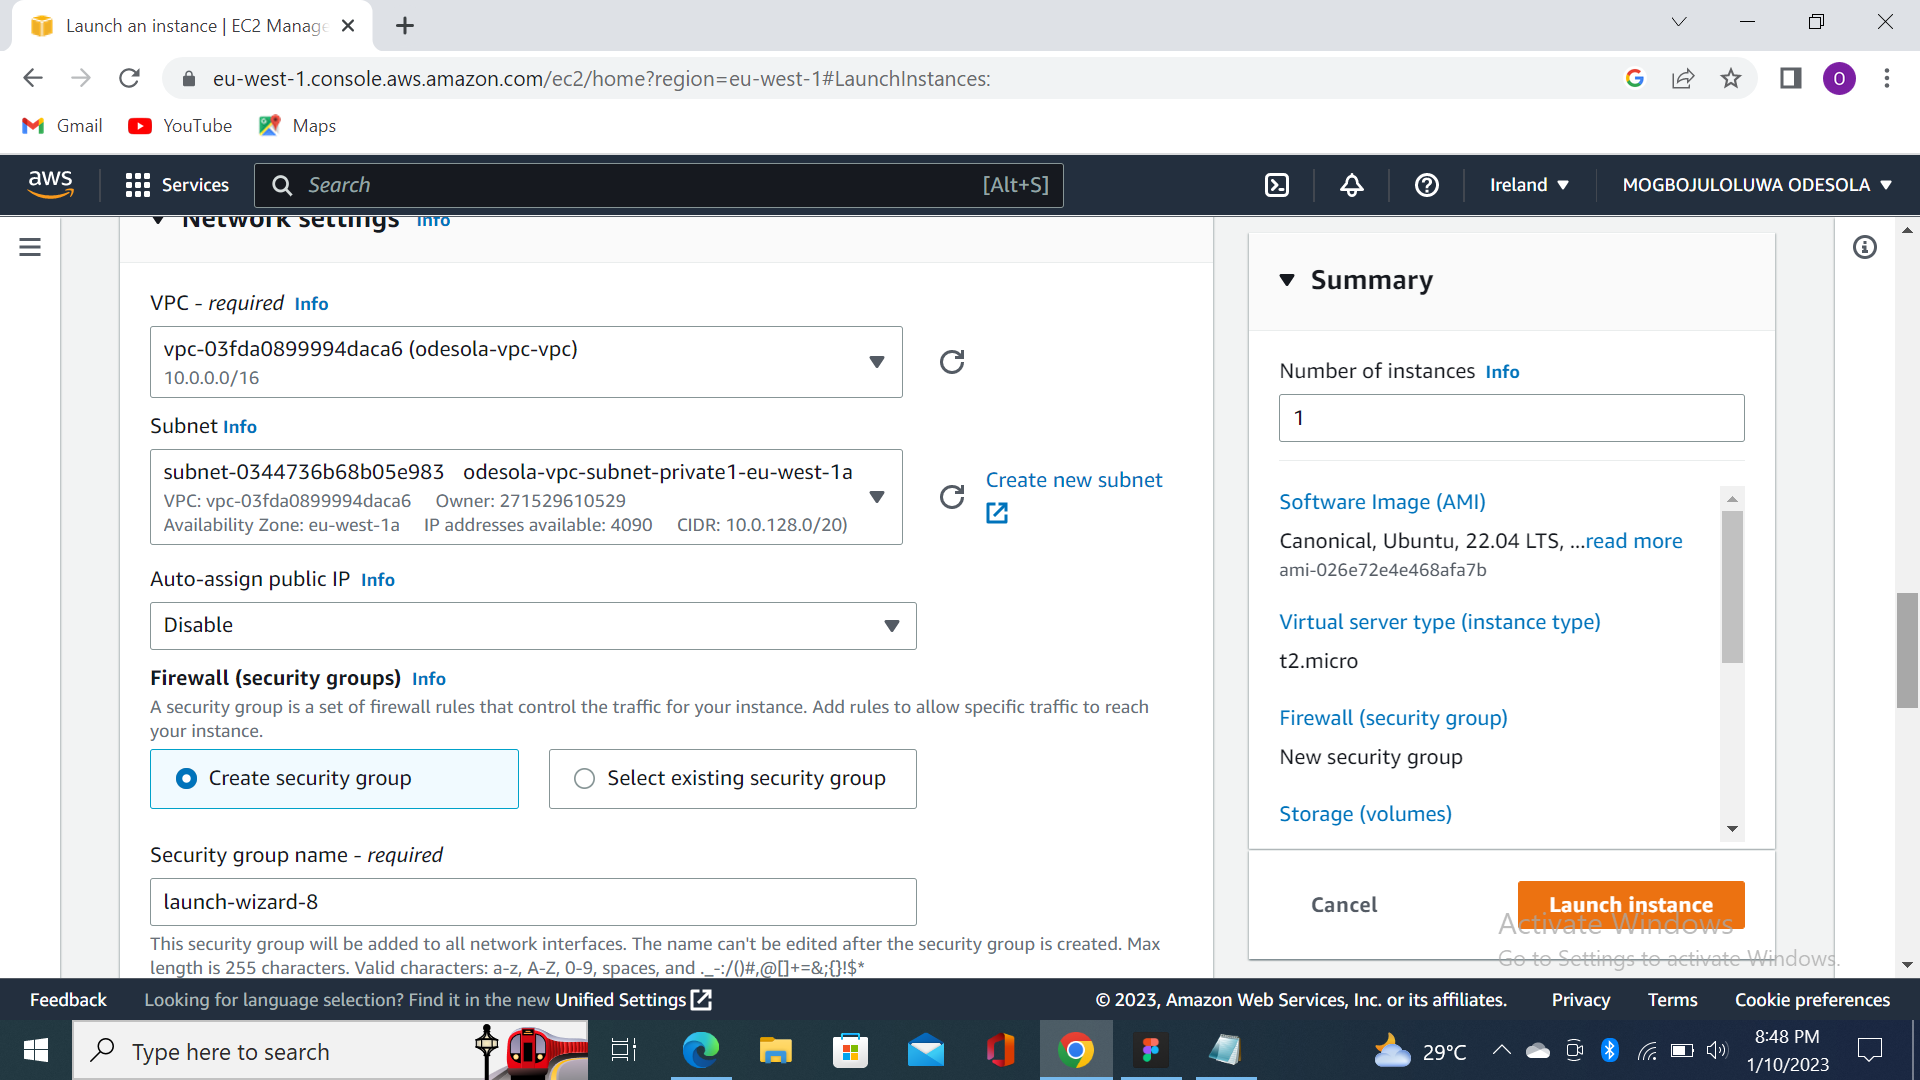 Launch an instance | EC2 Manage
eu-west-1.console.aws.amazon.com/ec2/home?region=eu-west-1#LaunchInstances:
O
Gmail
YouTube
Maps
aws
Services
Search
[Alt+S]
Ireland
MOGBOJULOLUWA ODESOLA
Network settings Info
VPC - required Info
vpc-03fda0899994daca6 (odesola-vpc-vpc)
10.0.0.0/16
Subnet Info
subnet-0344736b68b05e983 odesola-vpc-subnet-private1-eu-west-1a
VPC: vpc-03fda0899994daca6 Owner: 271529610529
Availability Zone: eu-west-1a IP addresses available: 4090 CIDR: 10.0.128.0/20)
Create new subnet
Auto-assign public IP Info
Disable
Firewall (security groups) Info
A security group is a set of firewall rules that control the traffic for your instance. Add rules to allow specific traffic to reach
your instance.
Create security group
Select existing security group
Security group name - required
launch-wizard-8
This security group will be added to all network interfaces. The name can't be edited after the security group is created. Max
length is 255 characters. Valid characters: a-z, A-Z, 0-9, spaces, and ._-:/()#,@[]+=&;{}!$*
Summary
Number of instances Info
1
Software Image (AMI)
Canonical, Ubuntu, 22.04 LTS, ...read more
ami-026e72e4e468afa7b
Virtual server type (instance type)
t2.micro
Firewall (security group)
New security group
Storage (volumes)
Cancel
Launch instance
Activate Windows
Go to Settings to activate Windows.
Feedback
Looking for language selection? Find it in the new Unified Settings
© 2023, Amazon Web Services, Inc. or its affiliates.
Privacy
Terms
Cookie preferences
Type here to search
29°C
8:48 PM
1/10/2023